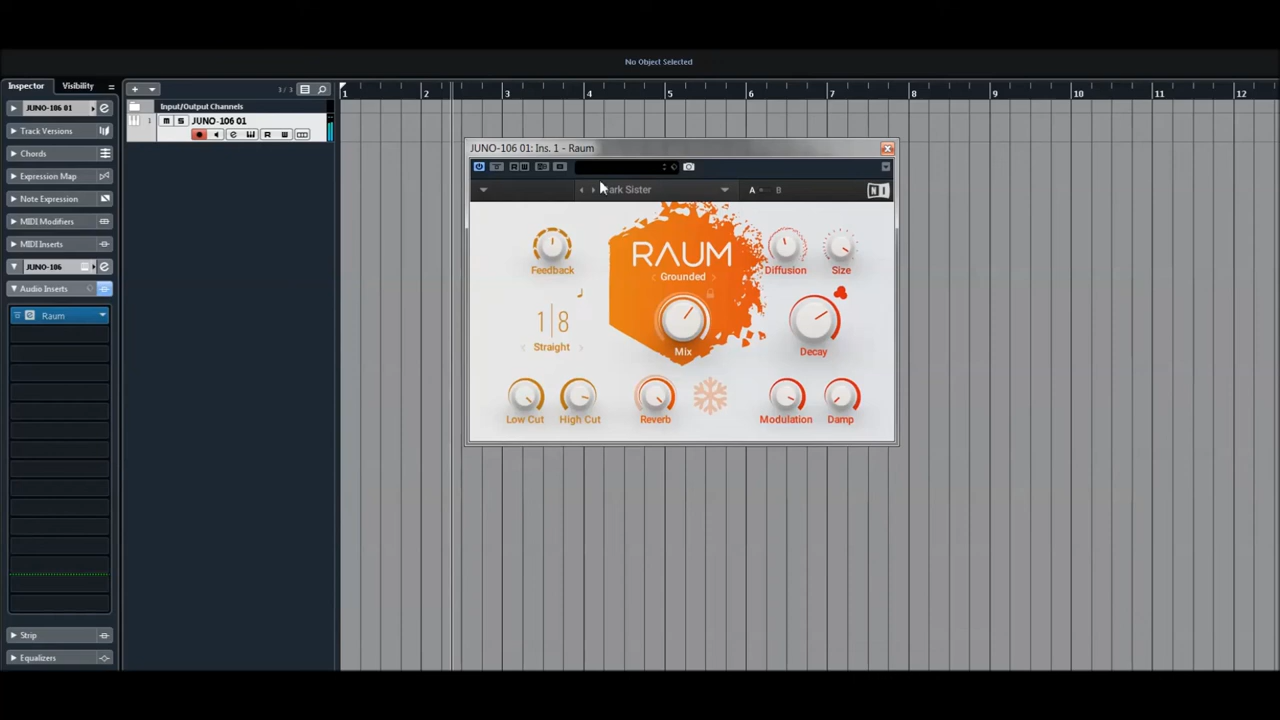 No Object Selected
Inspector Visibility
JUNO-106 01
Track Versions
Chords
Expression Map
Note Expression
MIDI Modifiers
MIDI Inserts
JUNO-106
Audio Inserts
Raum
Strip
Equalizers
3 / 3
Input/Output Channels
1 m S JUNO-106 01
R W
1 2 3 4 5 6 7 8 9 10 11 12
JUNO-106 01: Ins. 1 - Raum
R W
ark Sister A B
RAUM
Grounded
Feedback Diffusion Size
1|8
Straight Mix Decay
Low Cut High Cut Reverb Modulation Damp